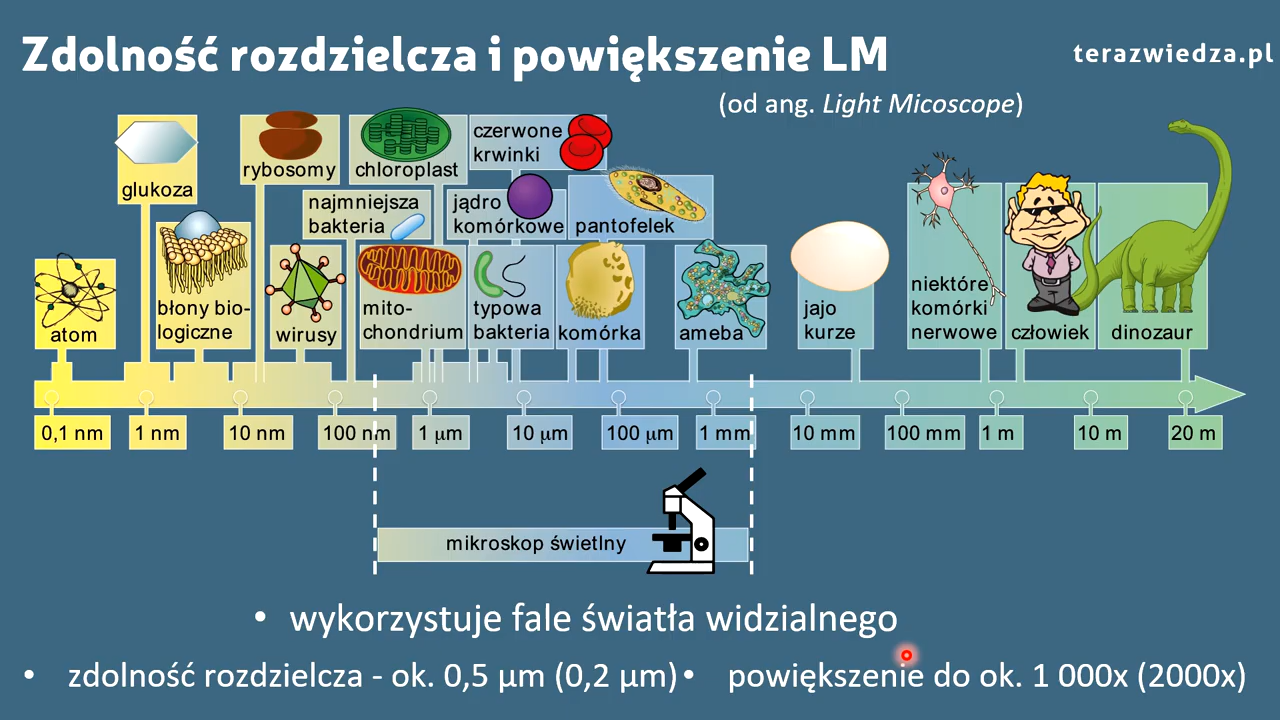 Zdolność rozdzielcza i powiększenie LM
terazwiedza.pl
(od ang. Light Micoscope)
glukoza
rybosomy
chloroplast
czerwone
krwinki
najmniejsza
bakteria
jądro
komórkowe
pantofelek
atom
błony bio-
logiczne
wirusy
mito-
chondrium
typowa
bakteria
komórka
ameba
jajo
kurze
niektóre
komórki
nerwowe
człowiek
dinozaur
0,1 nm
1 nm
10 nm
100 nm
1 µm
10 µm
100 µm
1 mm
10 mm
100 mm
1 m
10 m
20 m
mikroskop świetlny
• wykorzystuje fale światła widzialnego
• zdolność rozdzielcza - ok. 0,5 µm (0,2 µm)
• powiększenie do ok. 1 000x (2000x)